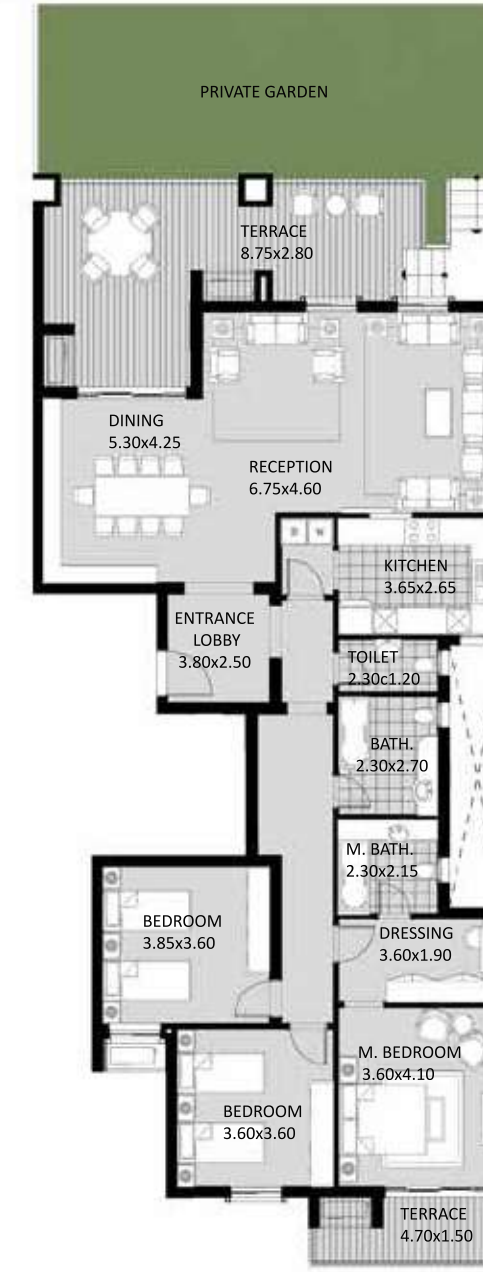 PRIVATE GARDEN
TERRACE
8.75x2.80
DINING
5.30x4.25
RECEPTION
6.75x4.60
KITCHEN
3.65x2.65
ENTRANCE
LOBBY
3.80x2.50
TOILET
2.30c1.20
BATH.
2.30x2.70
M. BATH.
2.30x2.15
BEDROOM
3.85x3.60
DRESSING
3.60x1.90
M. BEDROOM
3.60x4.10
BEDROOM
3.60x3.60
TERRACE
4.70x1.50